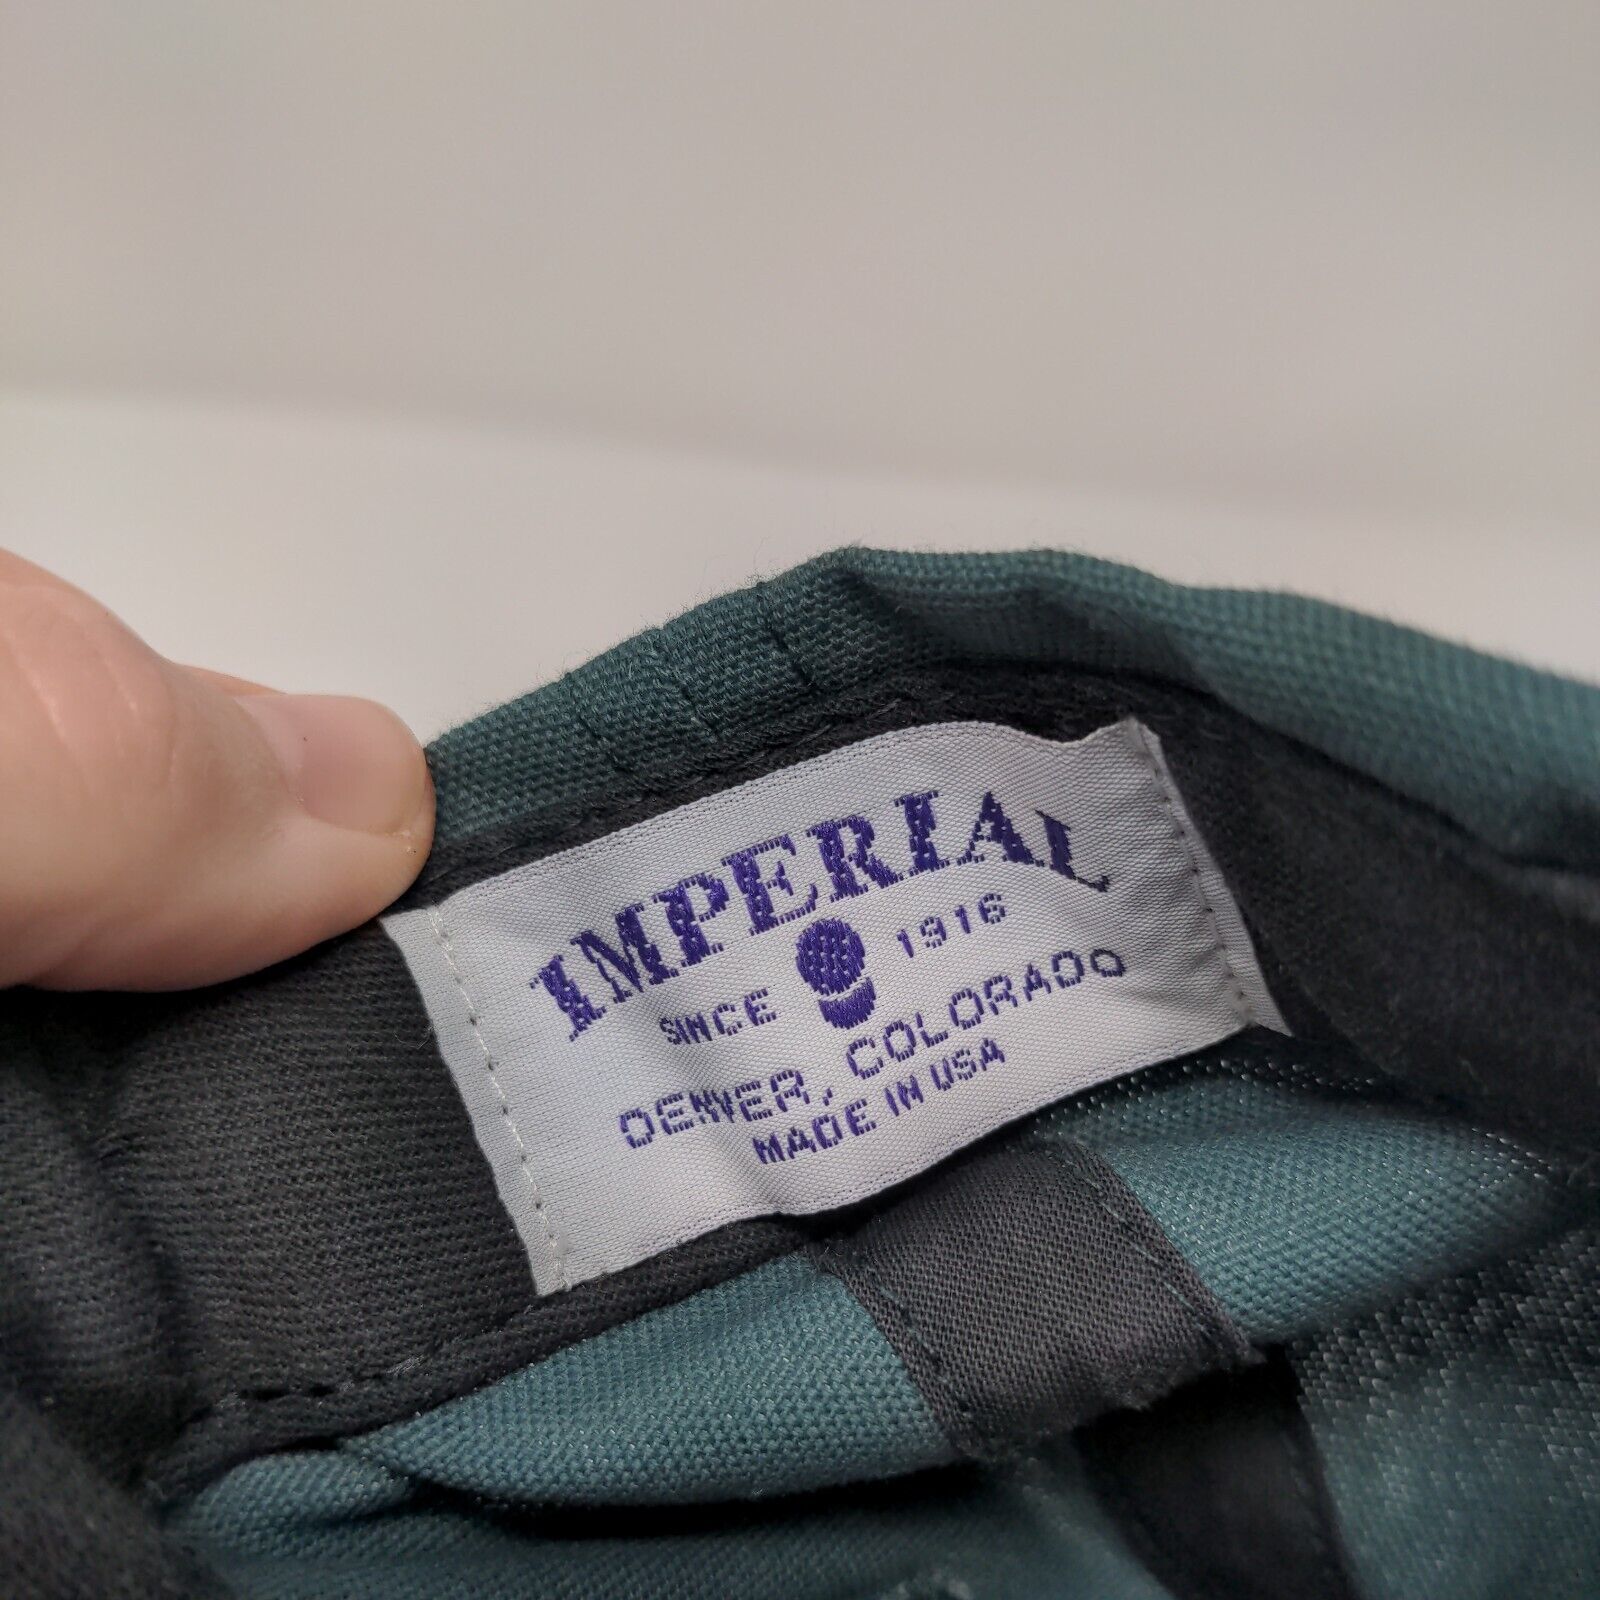 IMPERIAL
SINCE 1916
DENVER, COLORADO
MADE IN USA